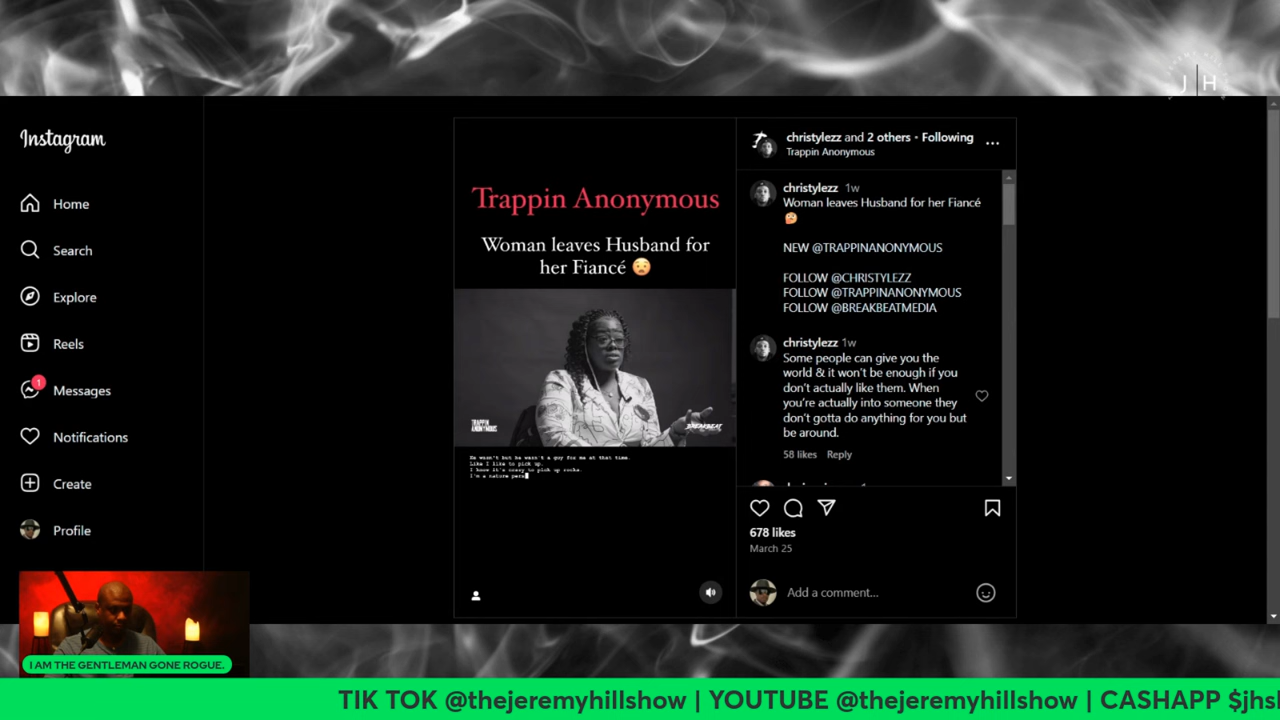 J | H
Instagram
Home
Search
Explore
Reels
1
Messages
Notifications
Create
Profile
Trappin Anonymous
Woman leaves Husband for
her Fiancé 😧
TRAPPIN
ANONYMOUS
BREAKBEAT
He wasn't but he wasn't a guy for me at that time.
Like I like to pick up.
I know it's crazy to pick up rocks.
I'm a nature pers
christylezz and 2 others • Following
Trappin Anonymous
christylezz 1w
Woman leaves Husband for her Fiancé
NEW @TRAPPINANONYMOUS
FOLLOW @CHRISTYLEZZ
FOLLOW @TRAPPINANONYMOUS
FOLLOW @BREAKBEATMEDIA
christylezz 1w
Some people can give you the
world & it won't be enough if you
don't actually like them. When
you're actually into someone they
don't gotta do anything for you but
be around.
58 likes Reply
678 likes
March 25
Add a comment...
I AM THE GENTLEMAN GONE ROGUE.
TIK TOK @thejeremyhillshow | YOUTUBE @thejeremyhillshow | CASHAPP $jhs